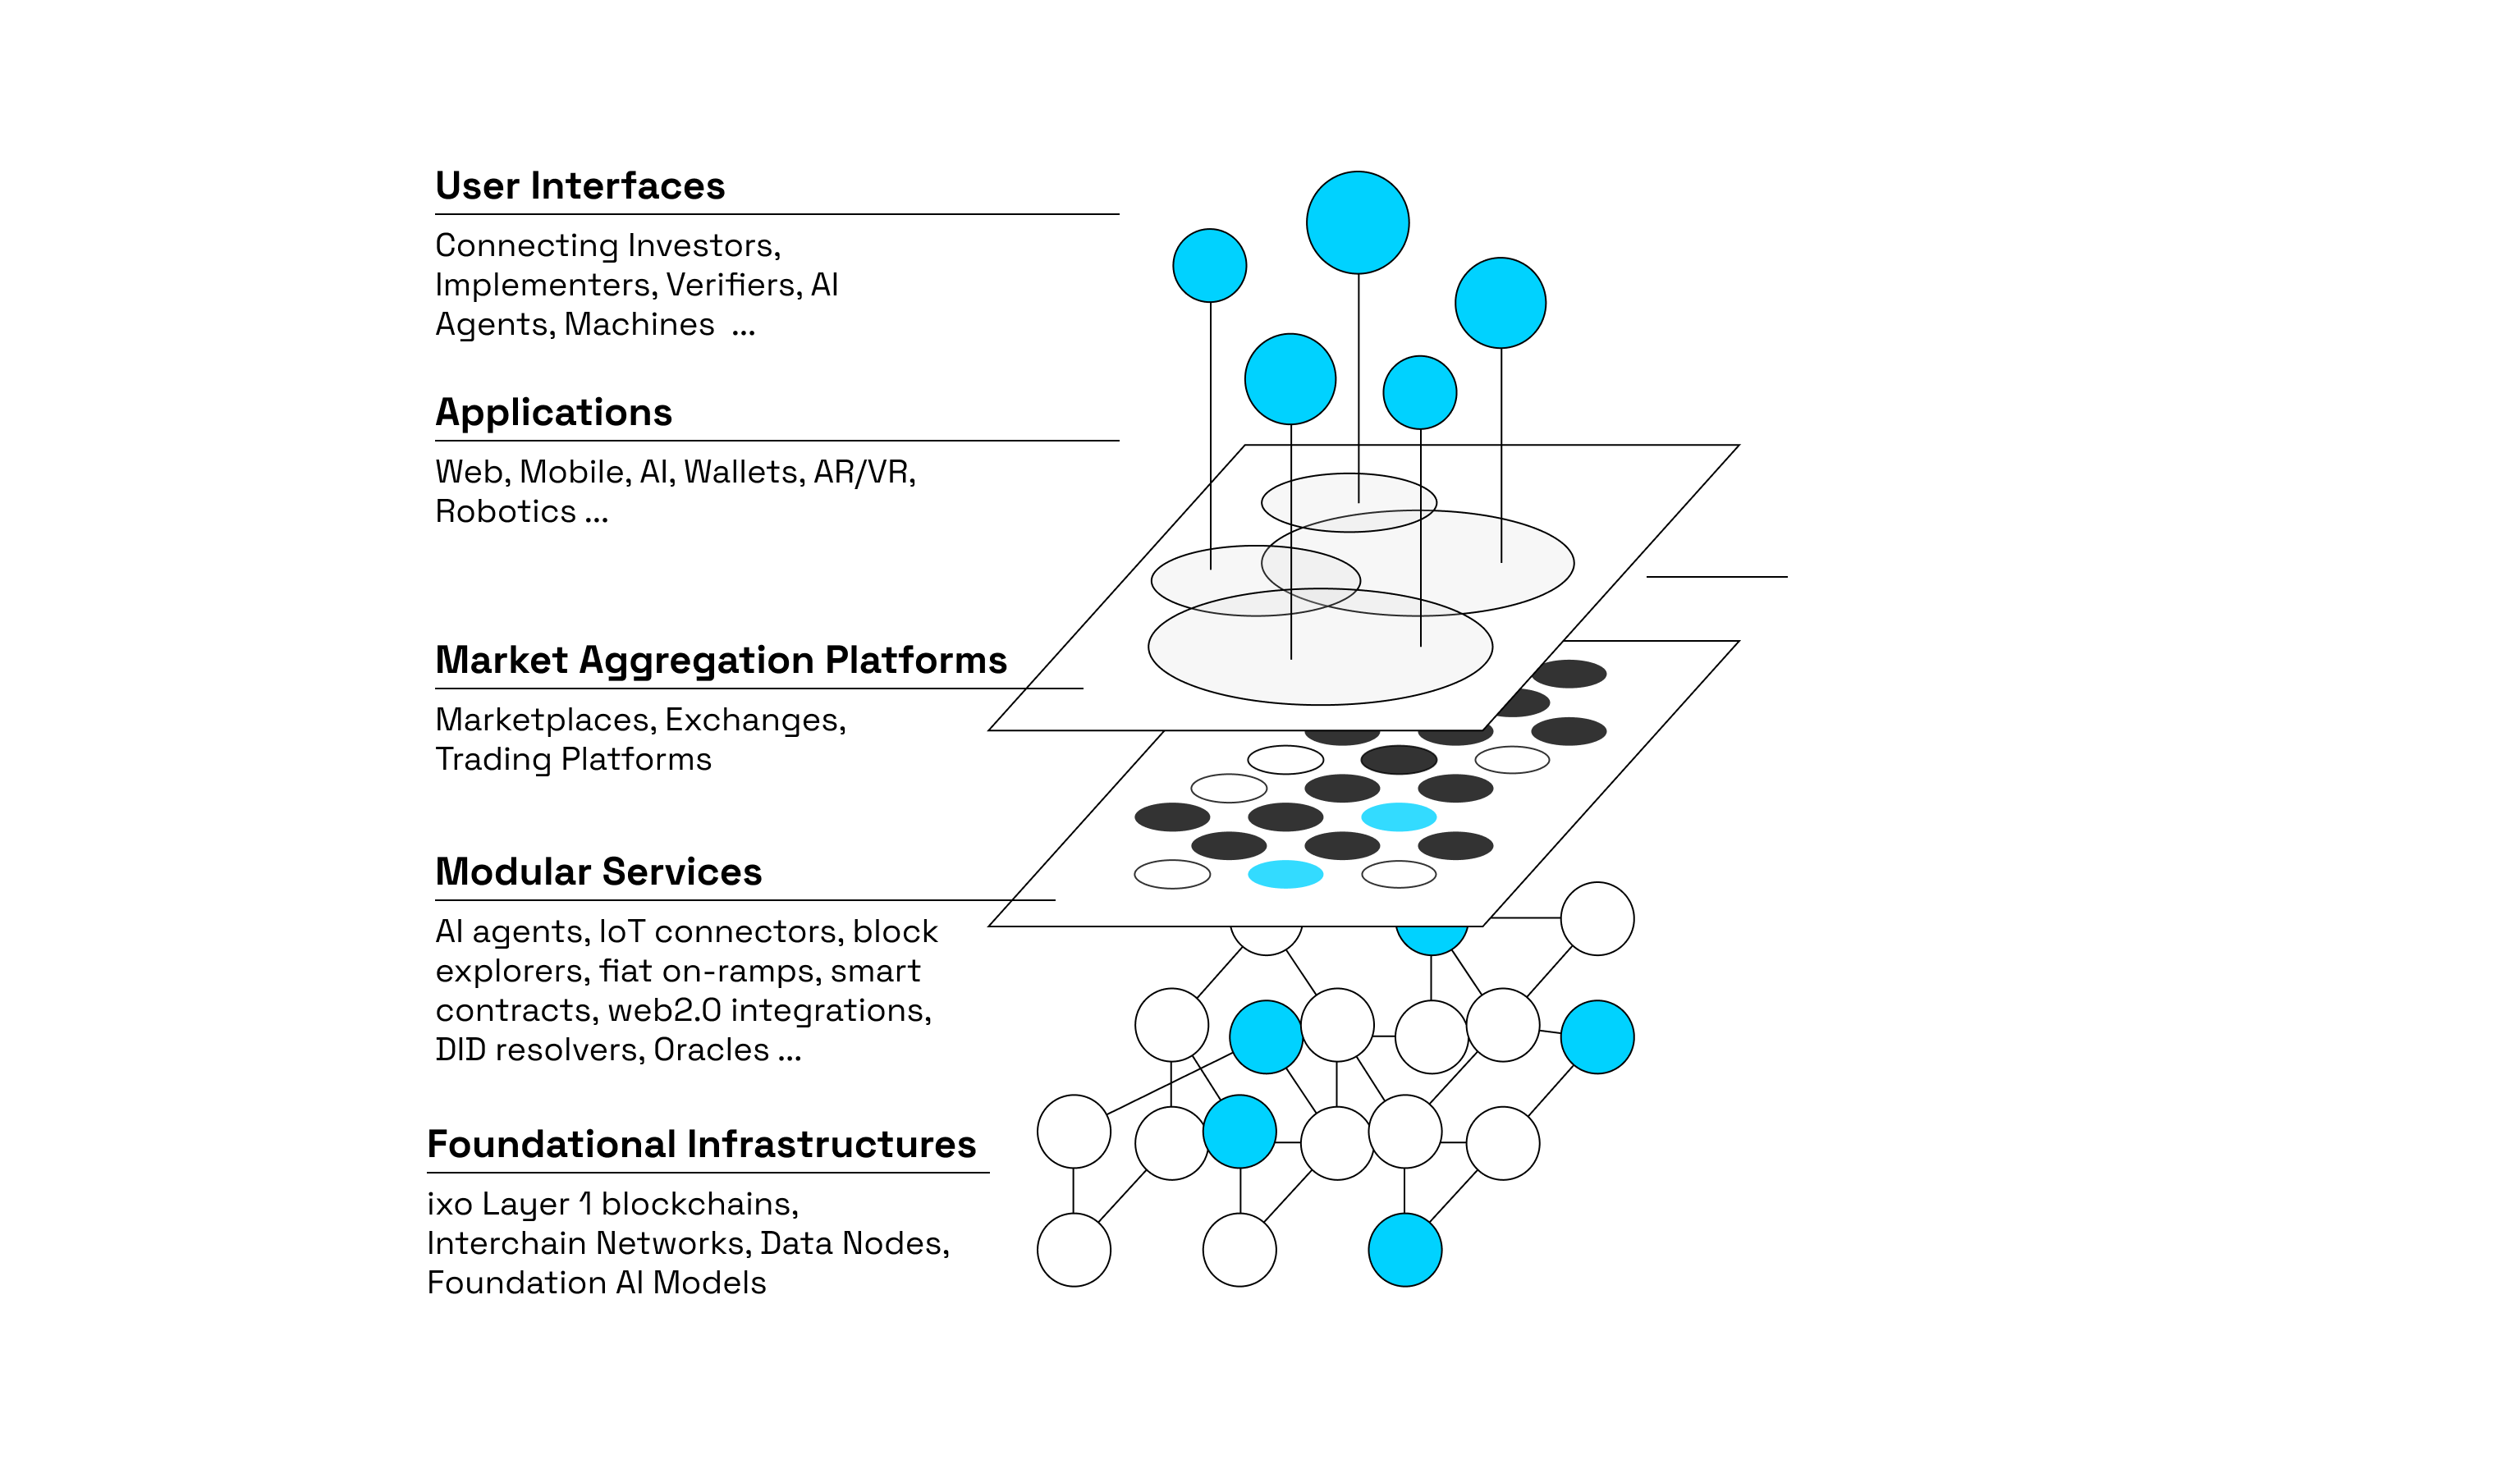 User Interfaces
Connecting Investors,
Implementers, Verifiers, AI
Agents, Machines  ...
Applications
Web, Mobile, AI, Wallets, AR/VR,
Robotics ...
Market Aggregation Platforms
Marketplaces, Exchanges,
Trading Platforms
Modular Services
AI agents, IoT connectors, block
explorers, fiat on-ramps, smart
contracts, web2.0 integrations,
DID resolvers, Oracles ...
Foundational Infrastructures
ixo Layer 1 blockchains,
Interchain Networks, Data Nodes,
Foundation AI Models